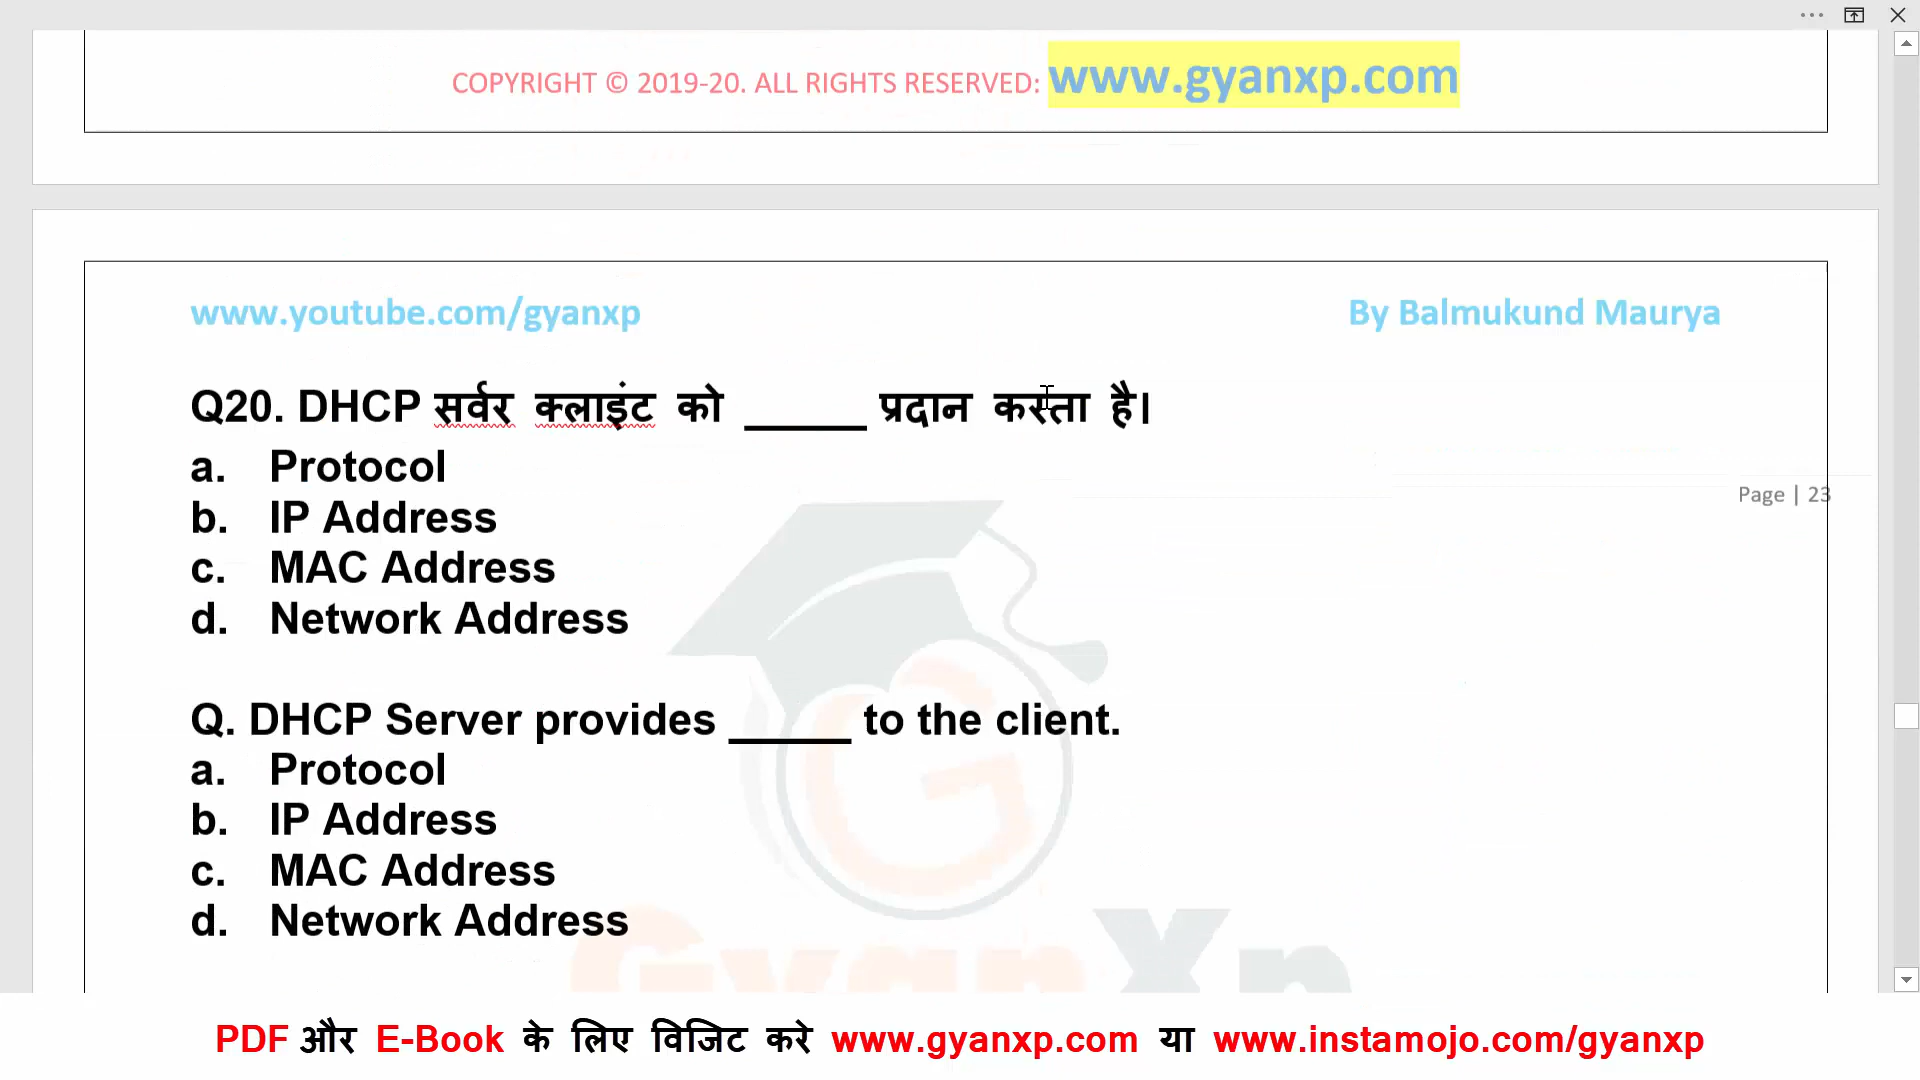 COPYRIGHT © 2019-20. ALL RIGHTS RESERVED: www.gyanxp.com
www.youtube.com/gyanxp By Balmukund Maurya
Q20. DHCP सर्वर क्लाइंट को _____ प्रदान करता है।
a. Protocol
b. IP Address
Page | 23
c. MAC Address
d. Network Address
Q. DHCP Server provides _____ to the client.
a. Protocol
b. IP Address
c. MAC Address
d. Network Address
GyanXp
PDF और E-Book के लिए विजिट करे www.gyanxp.com या www.instamojo.com/gyanxp